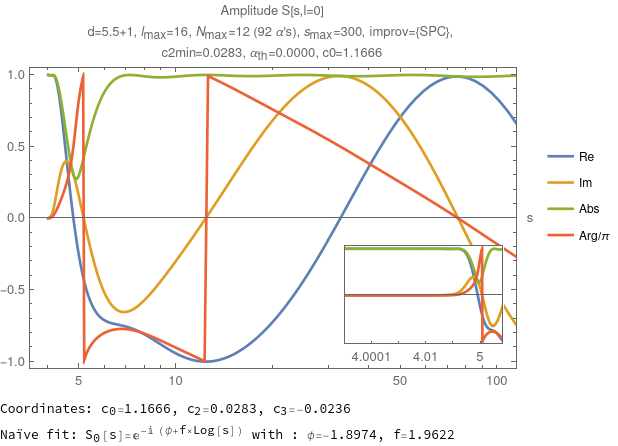 Amplitude S[s,l=0]
d=5.5+1, lmax=16, Nmax=12 (92 α's), smax=300, improv={SPC},
c2min=0.0283, αth=0.0000, c0=1.1666
1.0
0.5
0.0
−0.5
−1.0
5
10
50
100
s
Re
Im
Abs
Arg/π
4.0001
4.01
5
Coordinates: c0=1.1666, c2=0.0283, c3=-0.0236
Naïve fit: S0[s]=e^-i (ϕ+f×Log[s]) with : ϕ=-1.8974, f=1.9622